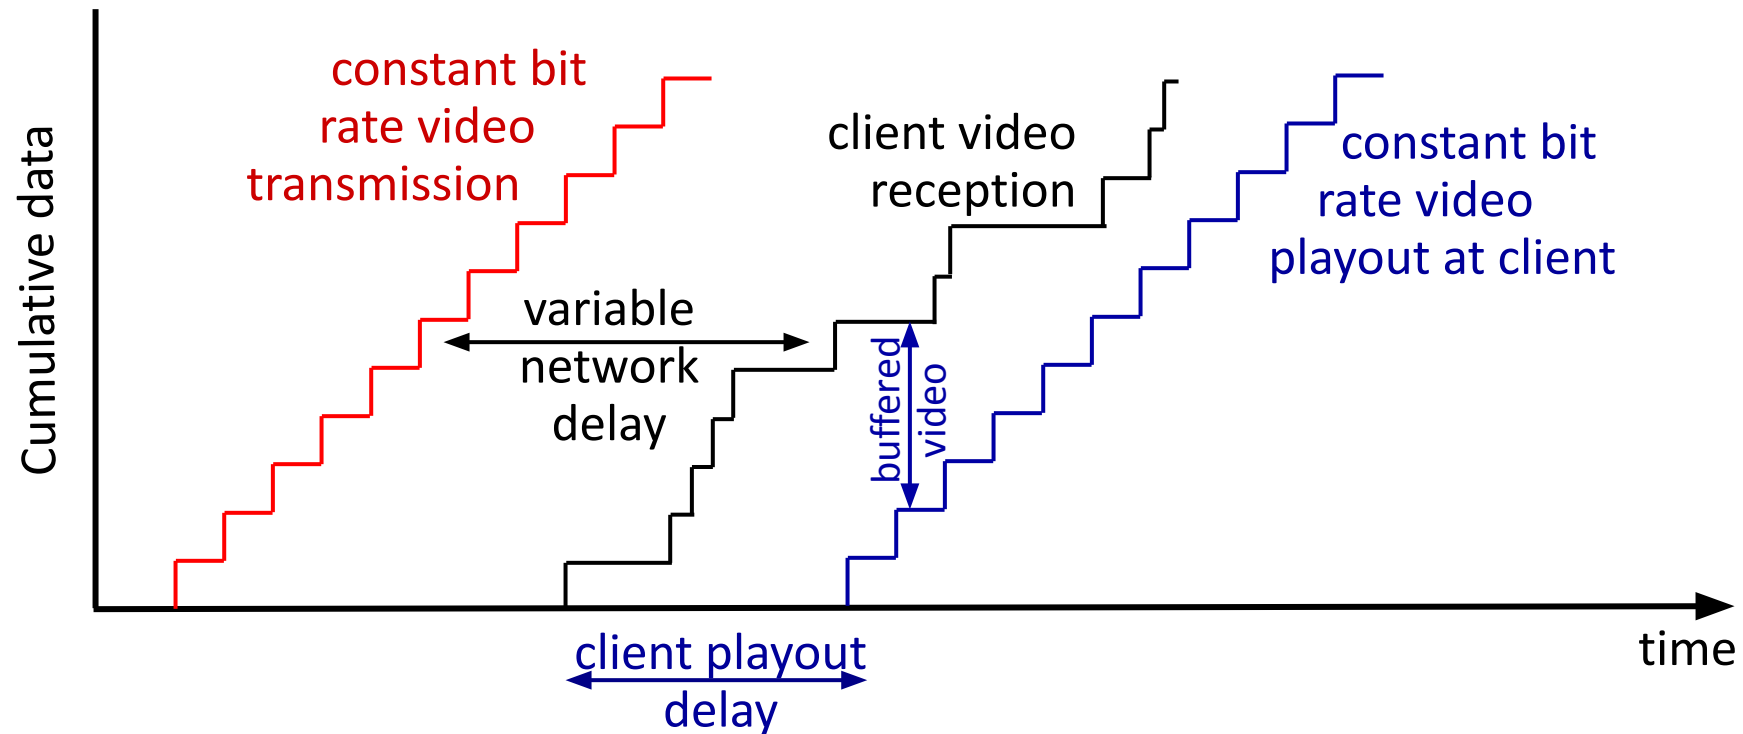 constant bit
rate video
transmission
client video
reception
constant bit
rate video
playout at client
Cumulative data
variable
network
delay
buffered
video
time
client playout
delay